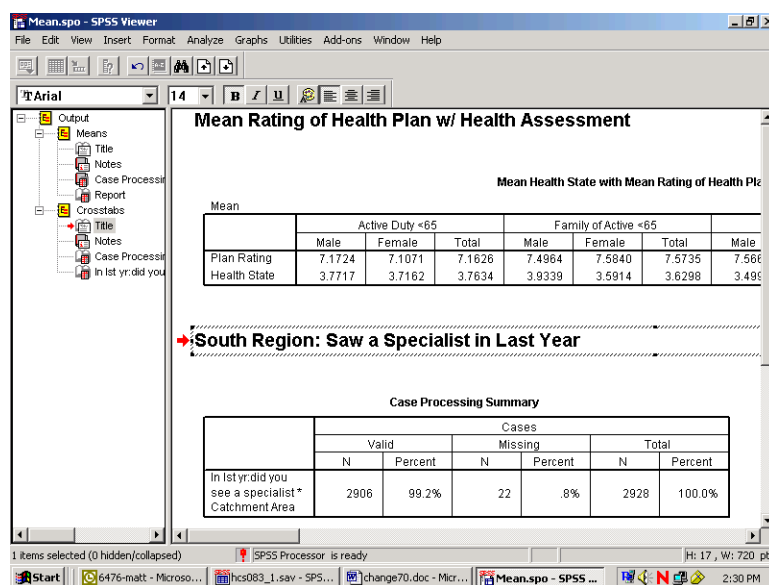 Mean.spo - SPSS Viewer
File Edit View Insert Format Analyze Graphs Utilities Add-ons Window Help
Arial 14 B I U
Output
Means
Title
Notes
Case Processin
Report
Crosstabs
Title
Notes
Case Processin
In lst yr:did you
Mean Rating of Health Plan w/ Health Assessment
Mean Health State with Mean Rating of Health Pla
Mean
Active Duty <65 Family of Active <65
Male Female Total Male Female Total Male
Plan Rating 7.1724 7.1071 7.1626 7.4964 7.5840 7.5735 7.566
Health State 3.7717 3.7162 3.7634 3.9339 3.5914 3.6298 3.499
South Region: Saw a Specialist in Last Year
Case Processing Summary
Cases
Valid Missing Total
N Percent N Percent N Percent
In lst yr:did you
see a specialist *
Catchment Area
2906 99.2% 22 .8% 2928 100.0%
1 items selected (0 hidden/collapsed) SPSS Processor is ready H: 17 , W: 720 pt
Start 6476-matt - Microso... hcs083_1.sav - SPS... change70.doc - Micr... Mean.spo - SPSS ... N 2:30 PM